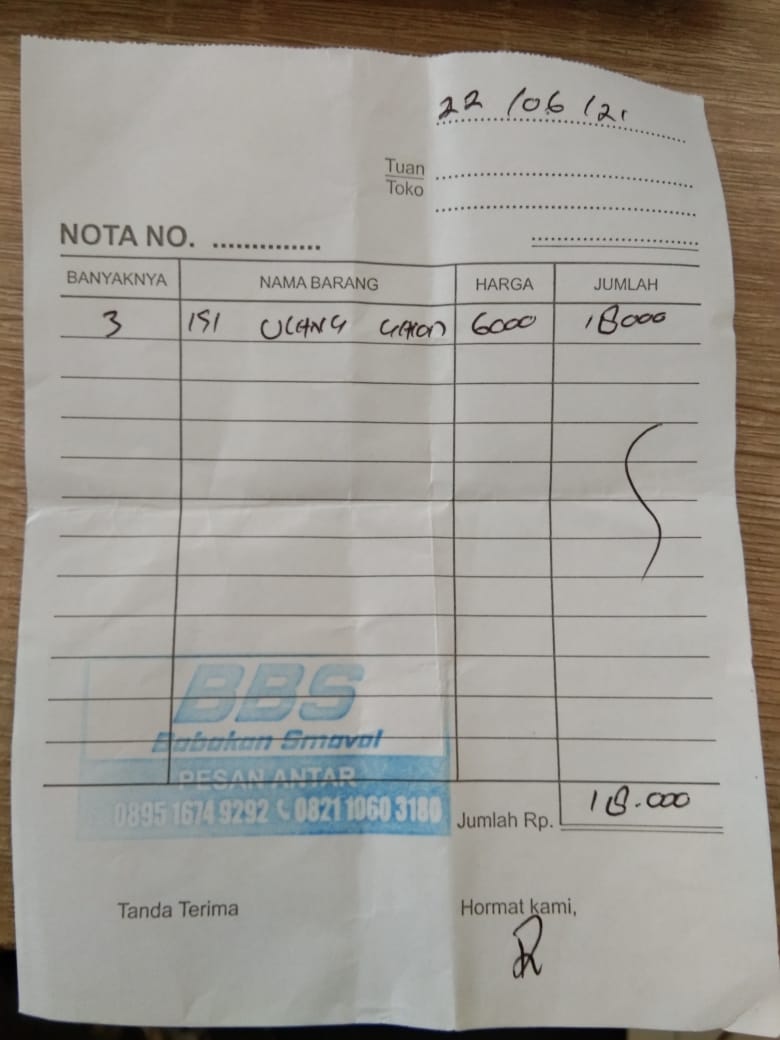 22/06/21
Tuan
Toko
NOTA NO. ..............
BANYAKNYA NAMA BARANG HARGA JUMLAH
3 ISI ULANG GALON 6000 18000
BBS
Babakan Smavol
PESAN ANTAR
0895 1674 9292 0821 1060 3180
Jumlah Rp. 18.000
Tanda Terima Hormat kami,